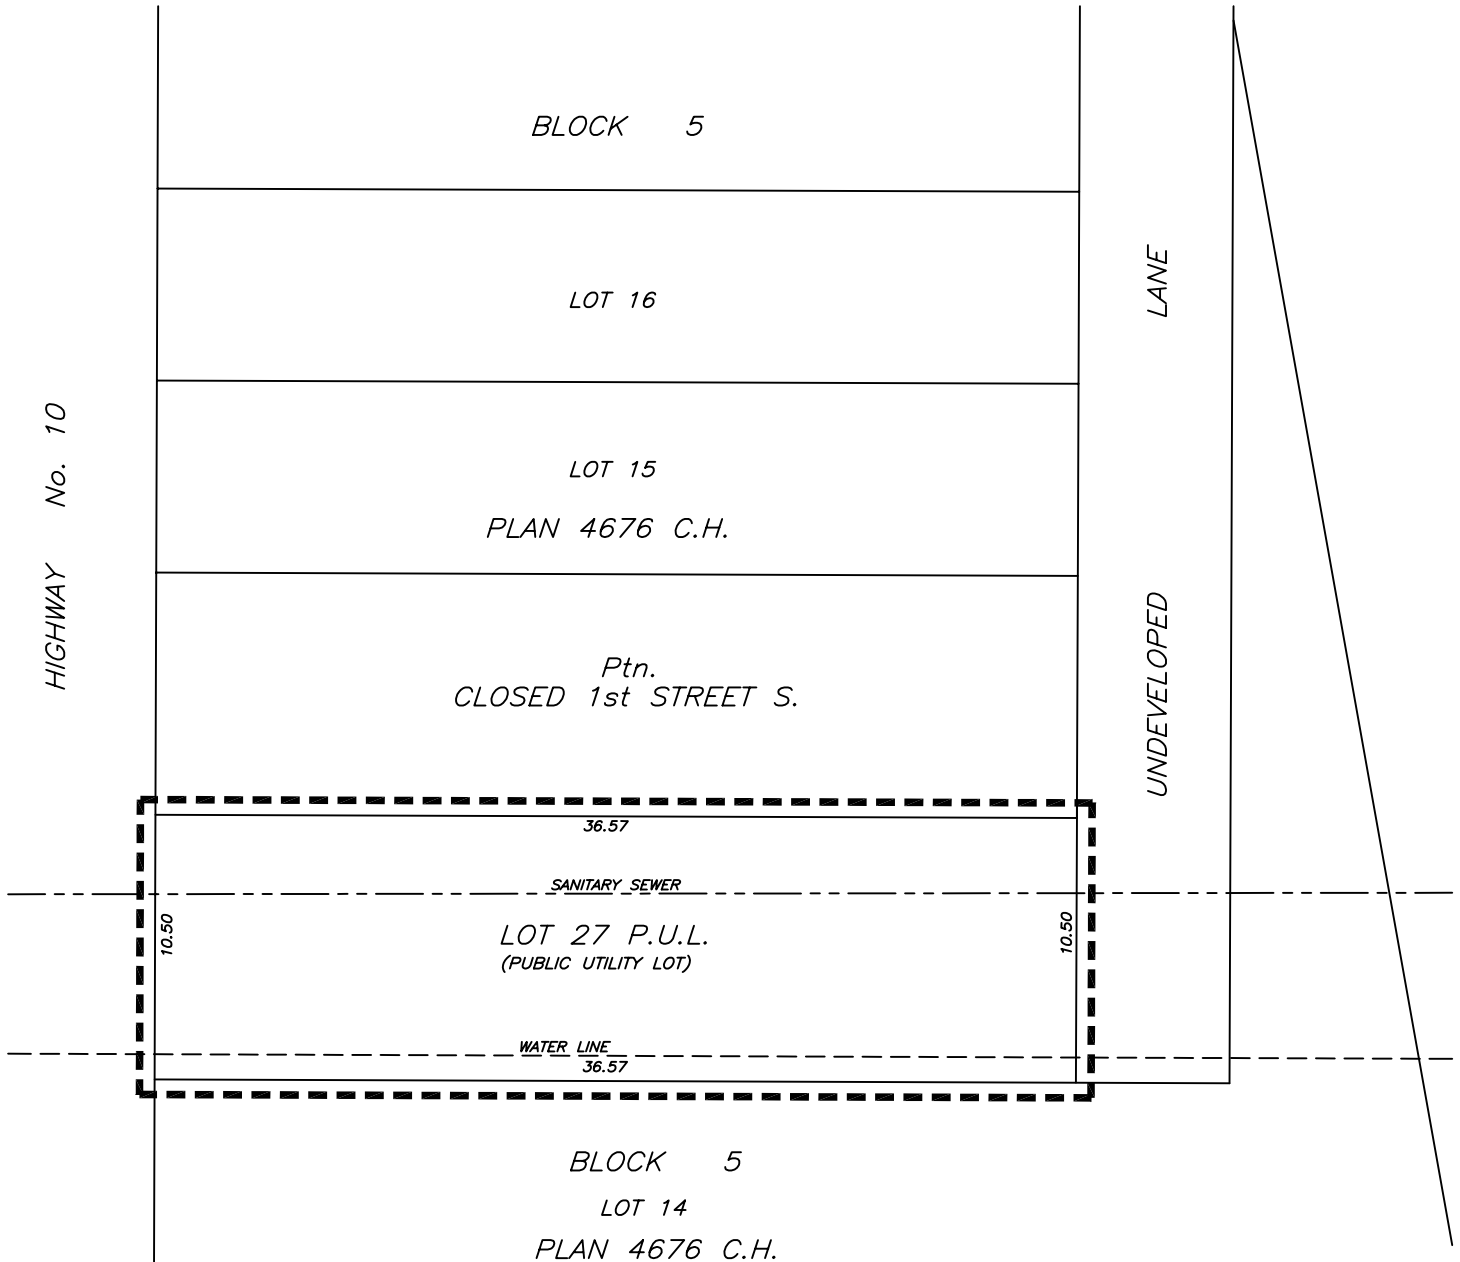 BLOCK 5
LOT 16
LANE
HIGHWAY No. 10
LOT 15
PLAN 4676 C.H.
UNDEVELOPED
Ptn.
CLOSED 1st STREET S.
36.57
SANITARY SEWER
10.50
LOT 27 P.U.L.
(PUBLIC UTILITY LOT)
10.50
WATER LINE
36.57
BLOCK 5
LOT 14
PLAN 4676 C.H.